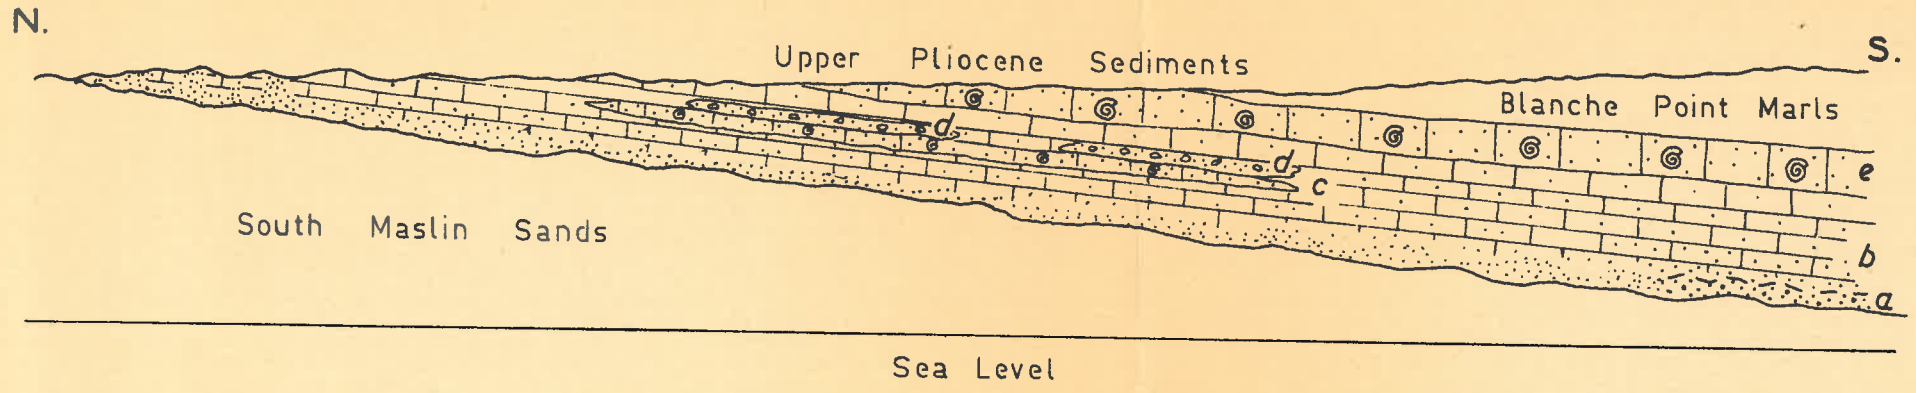 N.
S.
Upper Pliocene Sediments
Blanche Point Marls
d
d
c
e
b
a
South Maslin Sands
Sea Level